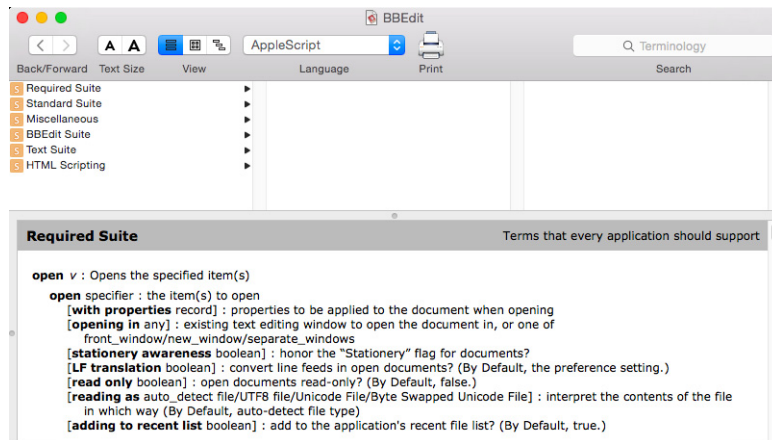 BBEdit
A A AppleScript Terminology
Back/Forward Text Size View Language Print Search
S Required Suite
S Standard Suite
S Miscellaneous
S BBEdit Suite
S Text Suite
S HTML Scripting
Required Suite Terms that every application should support
open v : Opens the specified item(s)
open specifier : the item(s) to open
[with properties record] : properties to be applied to the document when opening
[opening in any] : existing text editing window to open the document in, or one of
front_window/new_window/separate_windows
[stationery awareness boolean] : honor the “Stationery” flag for documents?
[LF translation boolean] : convert line feeds in open documents? (By Default, the preference setting.)
[read only boolean] : open documents read-only? (By Default, false.)
[reading as auto_detect file/UTF8 file/Unicode File/Byte Swapped Unicode File] : interpret the contents of the file
in which way (By Default, auto-detect file type)
[adding to recent list boolean] : add to the application's recent file list? (By Default, true.)